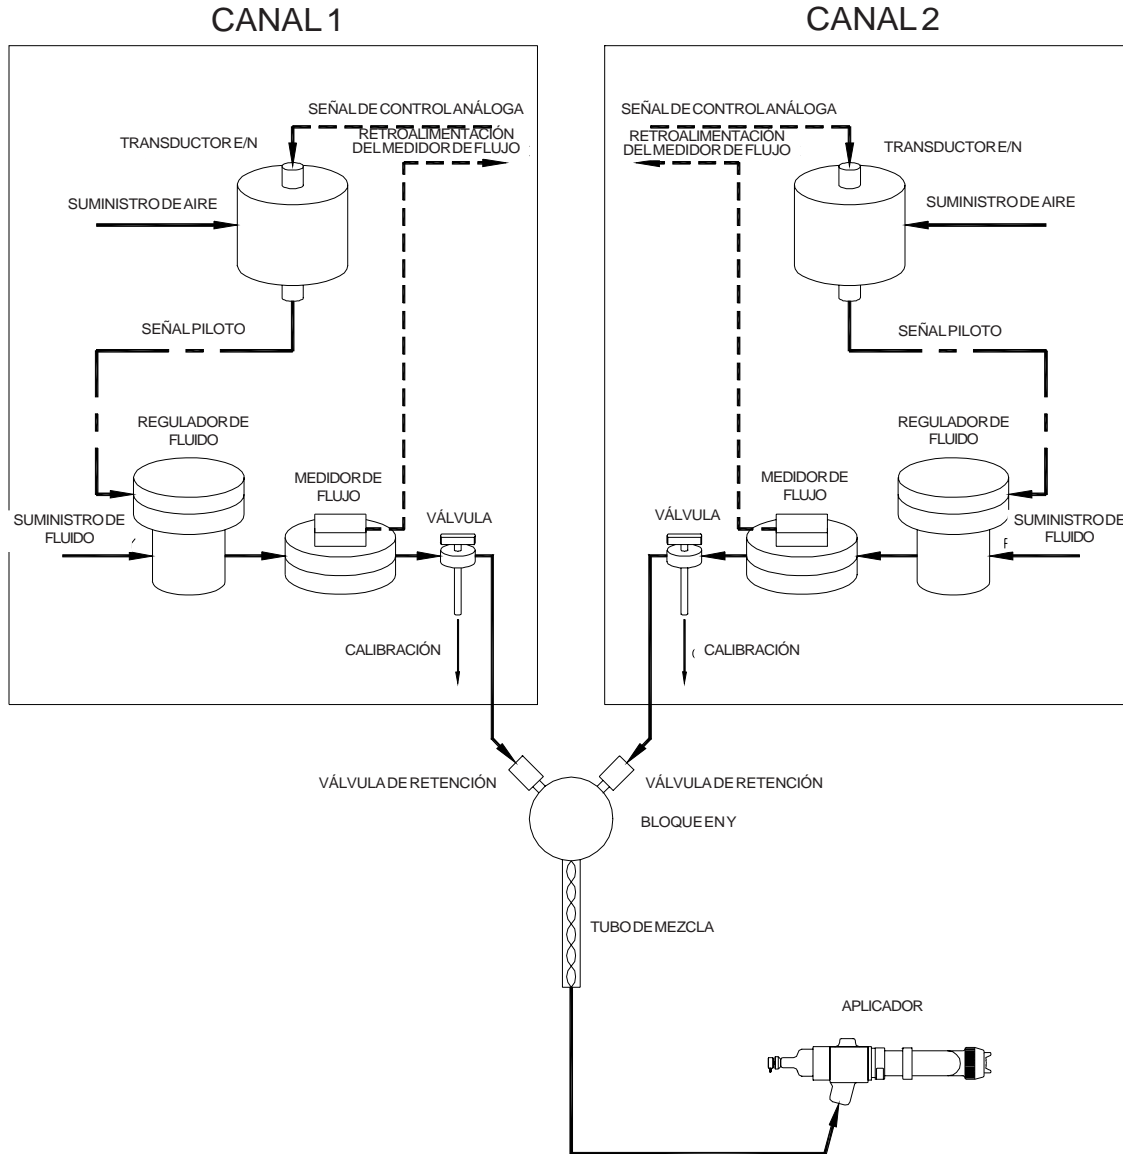 CANAL 1
CANAL 2
SEÑAL DE CONTROL ANÁLOGA
RETROALIMENTACIÓN
DEL MEDIDOR DE FLUJO
TRANSDUCTOR E/N
SUMINISTRO DE AIRE
SEÑAL PILOTO
REGULADOR DE
FLUIDO
MEDIDOR DE
FLUJO
VÁLVULA
SUMINISTRO DE
FLUIDO
CALIBRACIÓN
SEÑAL DE CONTROL ANÁLOGA
RETROALIMENTACIÓN
DEL MEDIDOR DE FLUJO
TRANSDUCTOR E/N
SUMINISTRO DE AIRE
SEÑAL PILOTO
REGULADOR DE
FLUIDO
MEDIDOR DE
FLUJO
VÁLVULA
SUMINISTRO DE
FLUIDO
CALIBRACIÓN
VÁLVULA DE RETENCIÓN
VÁLVULA DE RETENCIÓN
BLOQUE EN Y
TUBO DE MEZCLA
APLICADOR